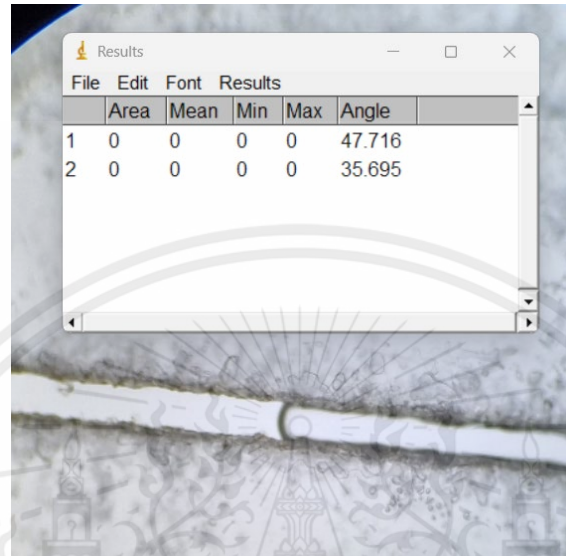 Results
File Edit Font Results
Area Mean Min Max Angle
1 0 0 0 0 47.716
2 0 0 0 0 35.695